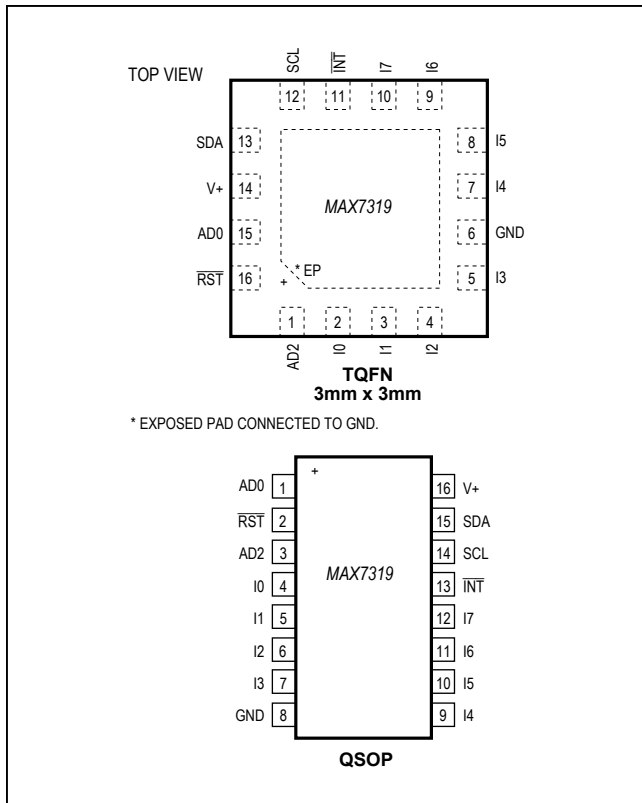 TOP VIEW
SCL
INT
I7
I6
12
11
10
9
SDA 13
8 I5
V+ 14
7 I4
MAX7319
AD0 15
6 GND
RST 16
5 I3
* EP
+
1
2
3
4
AD2
I0
I1
I2
TQFN
3mm x 3mm
* EXPOSED PAD CONNECTED TO GND.
+
AD0 1
16 V+
RST 2
15 SDA
AD2 3
14 SCL
MAX7319
I0 4
13 INT
I1 5
12 I7
I2 6
11 I6
I3 7
10 I5
GND 8
9 I4
QSOP